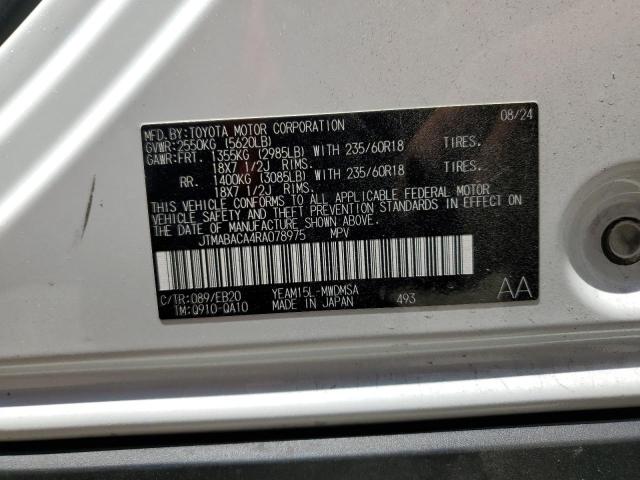 MFD.BY:TOYOTA MOTOR CORPORATION 08/24
GVWR:2550KG (5620LB)
GAWR:FRT. 1355KG (2985LB) WITH 235/60R18 TIRES.
18X7 1/2J RIMS.
RR. 1400KG (3085LB) WITH 235/60R18 TIRES.
18X7 1/2J RIMS.
THIS VEHICLE CONFORMS TO ALL APPLICABLE FEDERAL MOTOR
VEHICLE SAFETY AND THEFT PREVENTION STANDARDS IN EFFECT ON
THE DATE OF MANUFACTURE SHOWN ABOVE.
JTMABACA4RA078975 MPV
C/TR:089/EB20 YEAM15L-MWDMSA AA
TM:Q910-QA10 MADE IN JAPAN 493